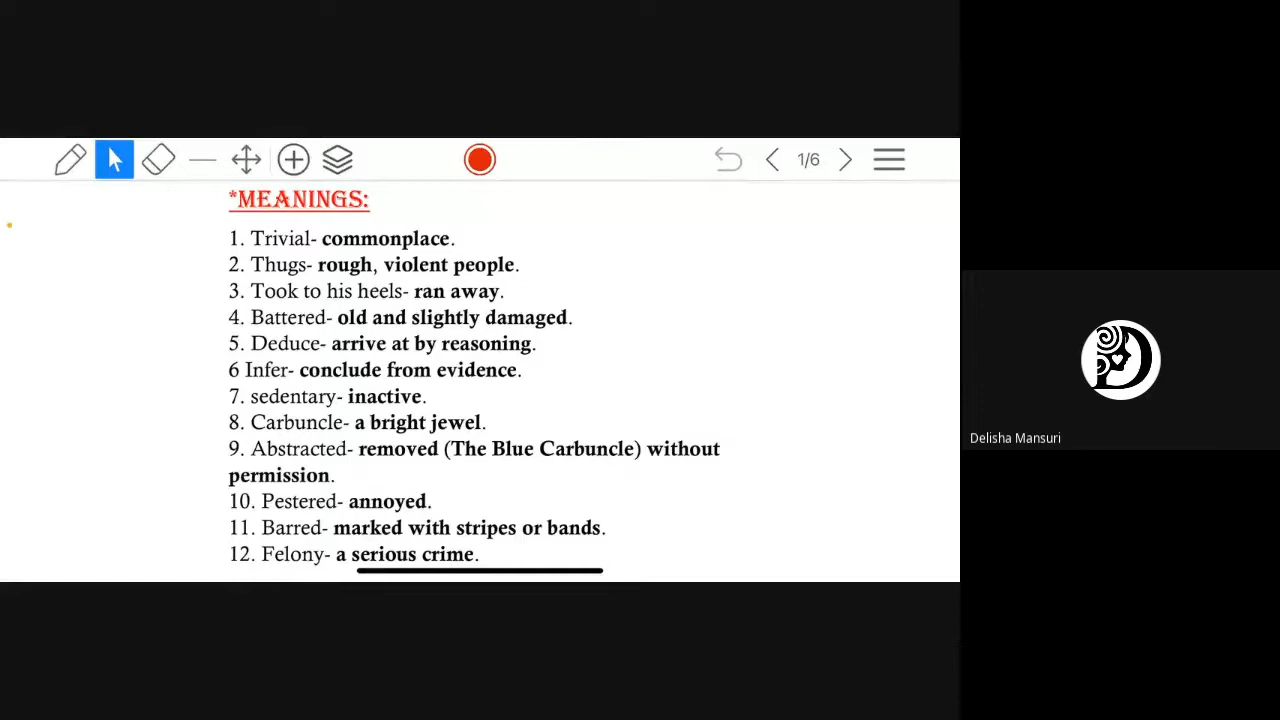 1/6
*MEANINGS:
1. Trivial- commonplace.
2. Thugs- rough, violent people.
3. Took to his heels- ran away.
4. Battered- old and slightly damaged.
5. Deduce- arrive at by reasoning.
6 Infer- conclude from evidence.
7. sedentary- inactive.
8. Carbuncle- a bright jewel.
9. Abstracted- removed (The Blue Carbuncle) without
permission.
10. Pestered- annoyed.
11. Barred- marked with stripes or bands.
12. Felony- a serious crime.
Delisha Mansuri